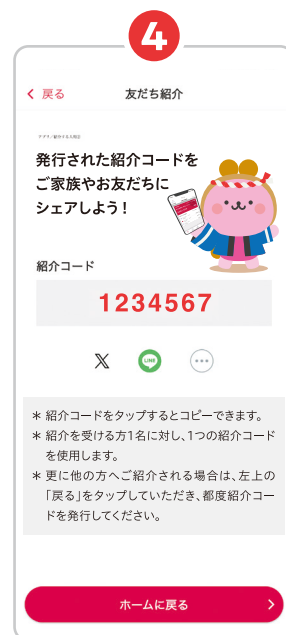 4
戻る
友だち紹介
発行された紹介コードを
ご家族やお友だちに
シェアしよう！
紹介コード
1234567
X
LINE
＊ 紹介コードをタップするとコピーできます。
＊ 紹介を受ける方1名に対し、1つの紹介コード
を使用します。
＊ 更に他の方へご紹介される場合は、左上の
「戻る」をタップしていただき、都度紹介コー
ドを発行してください。
ホームに戻る